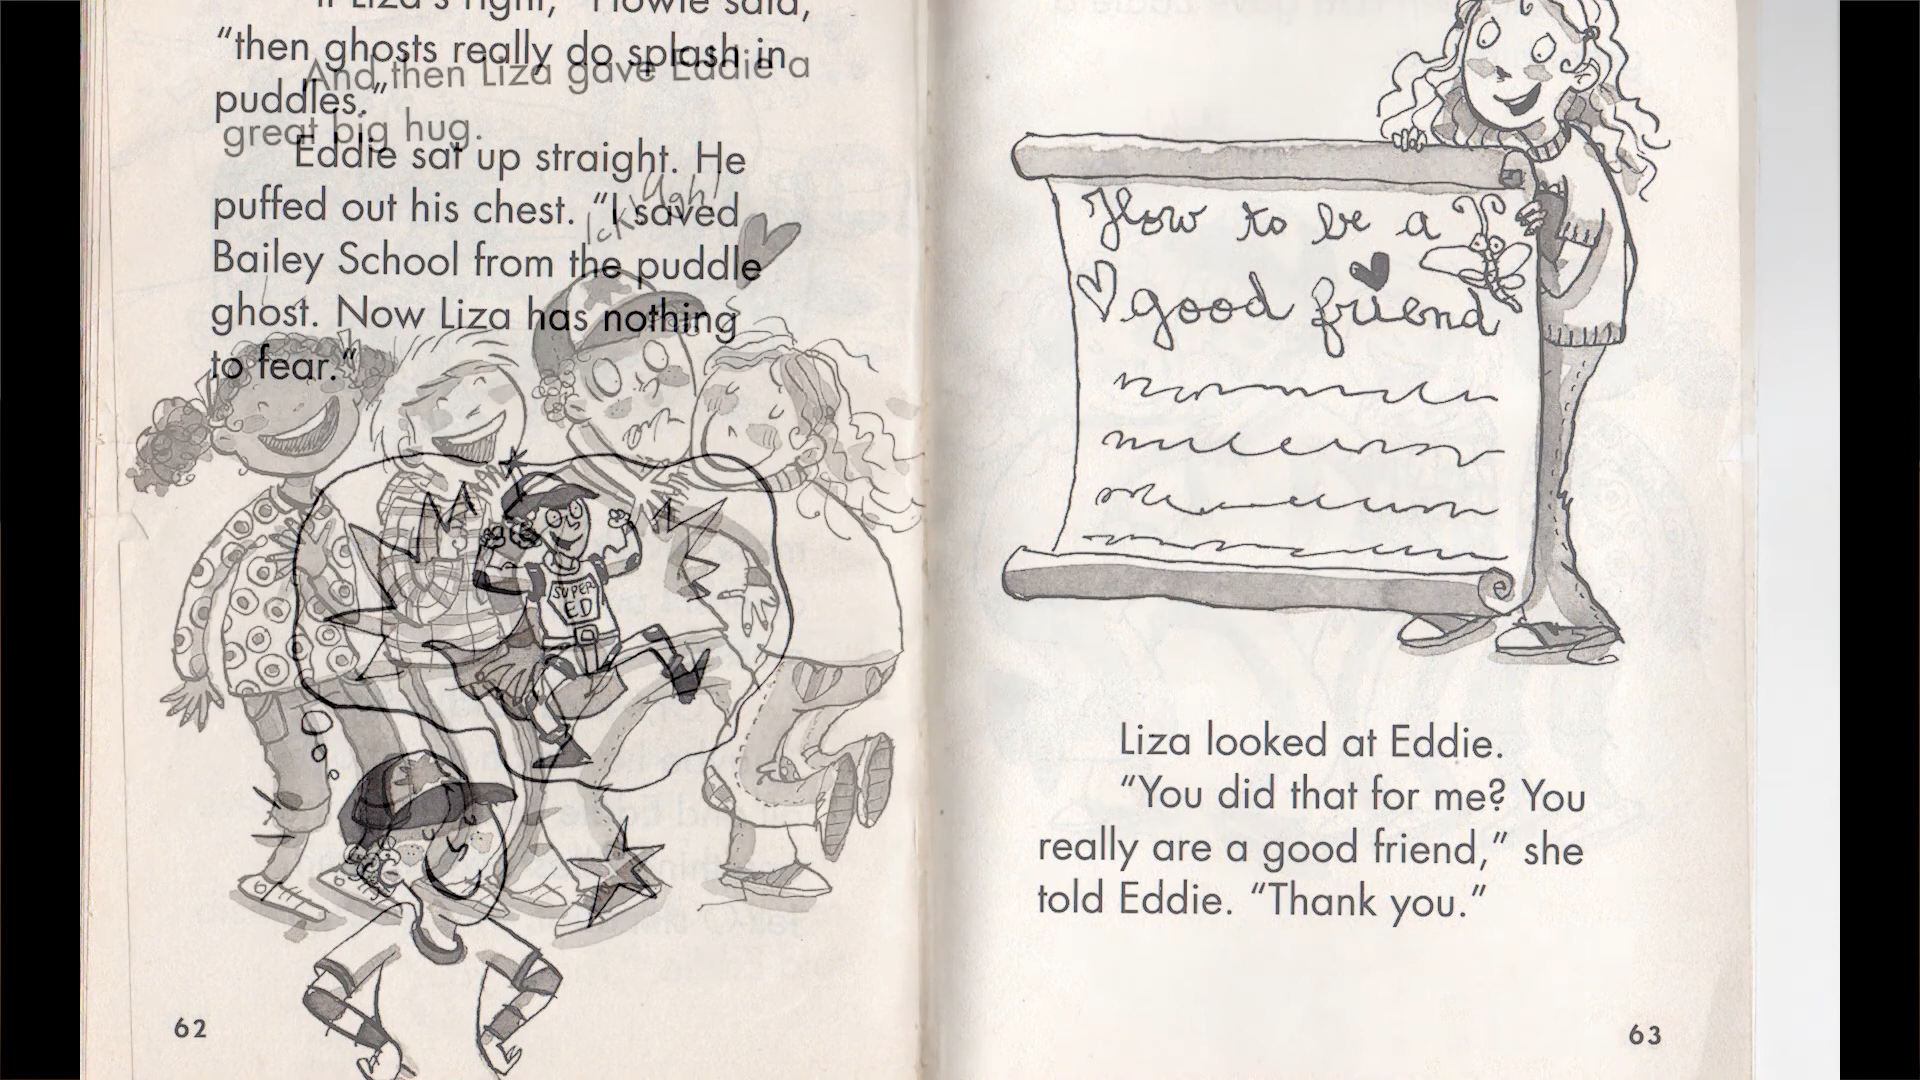 "If Liza's right," Howie said,
"then ghosts really do splash in
puddles."
Eddie sat up straight. He
puffed out his chest. "I saved
Bailey School from the puddle
ghost. Now Liza has nothing
to fear."
And then Liza gave Eddie a
great big hug.
Ugh!
Ick!
SUPER
ED
62
How to be a
good friend
Liza looked at Eddie.
"You did that for me? You
really are a good friend," she
told Eddie. "Thank you."
63